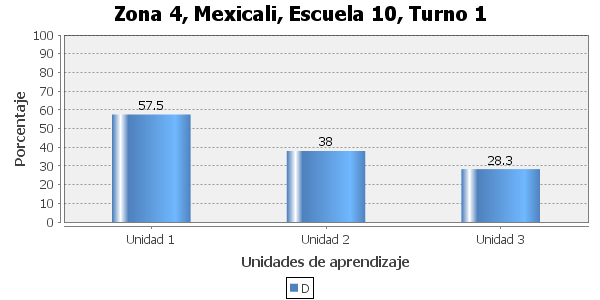 Zona 4, Mexicali, Escuela 10, Turno 1
Porcentaje
100
90
80
70
60
50
40
30
20
10
0
57.5
38
28.3
Unidad 1
Unidad 2
Unidad 3
Unidades de aprendizaje
D